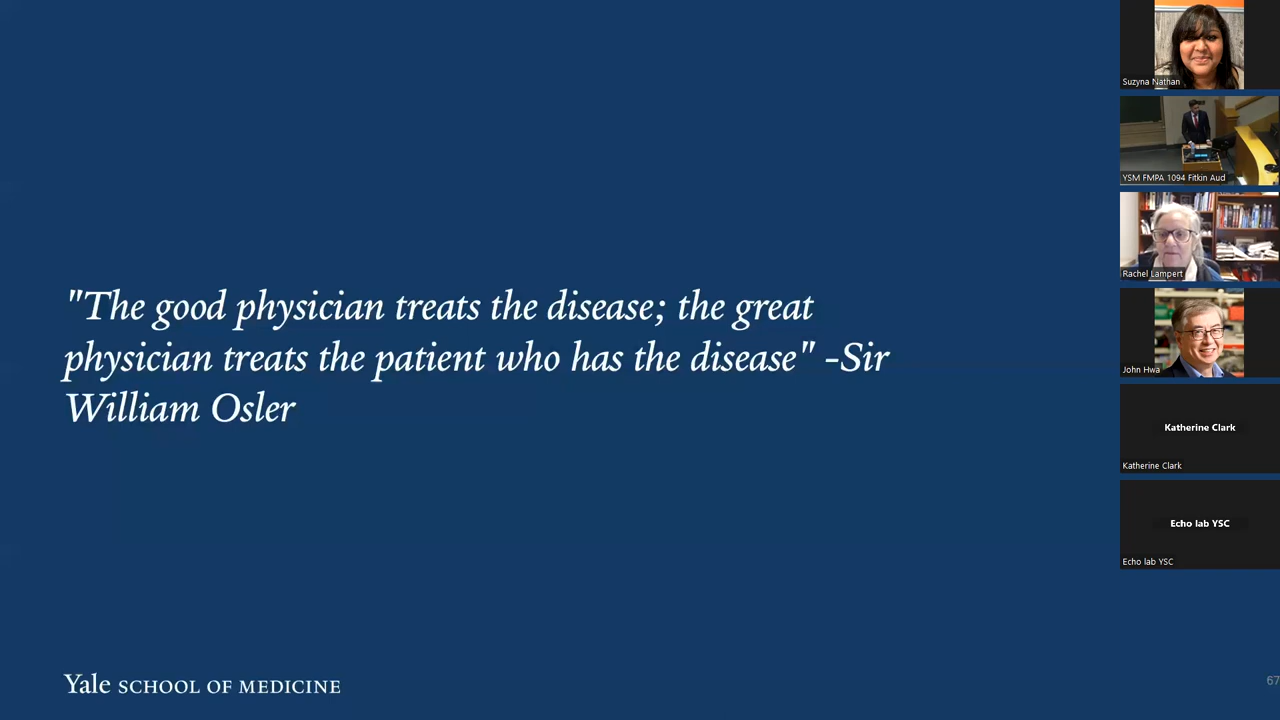 "The good physician treats the disease; the great
physician treats the patient who has the disease" -Sir
William Osler
Yale SCHOOL OF MEDICINE
67
Suzyna Nathan
YSM FMPA 1094 Fitkin Aud
Rachel Lampert
John Hwa
Katherine Clark
Katherine Clark
Echo lab YSC
Echo lab YSC